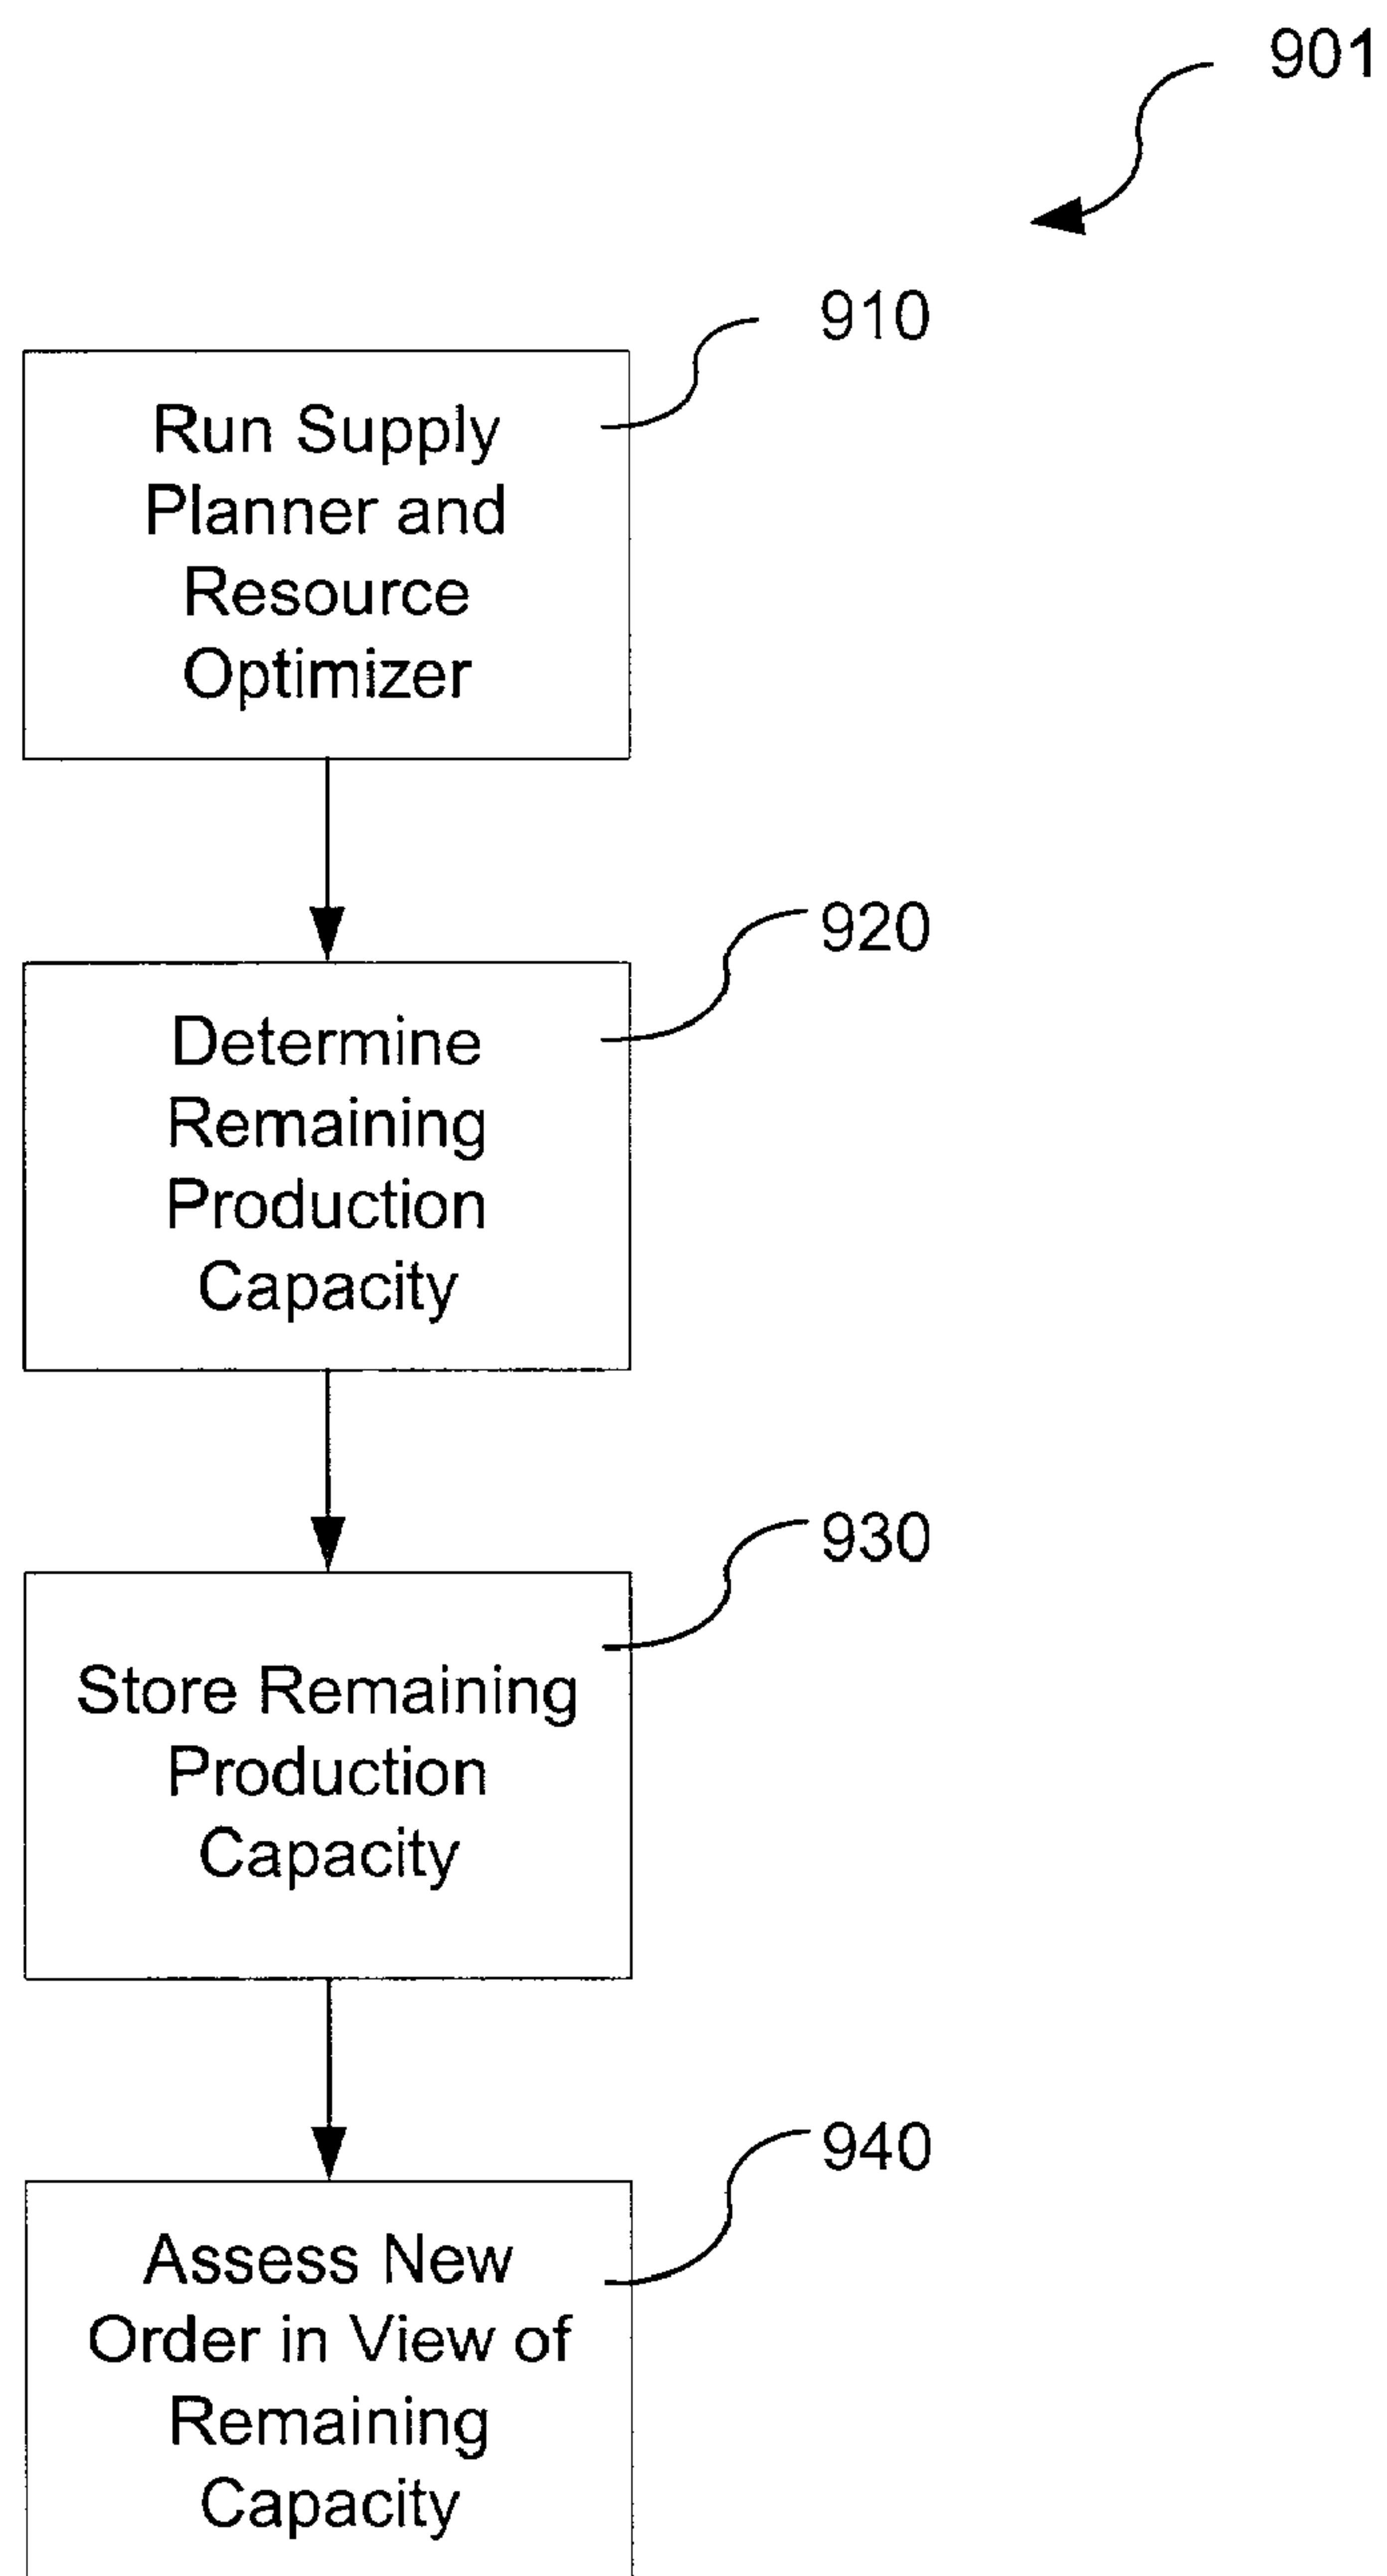 901
910
Run Supply
Planner and
Resource
Optimizer
920
Determine
Remaining
Production
Capacity
930
Store Remaining
Production
Capacity
940
Assess New
Order in View of
Remaining
Capacity